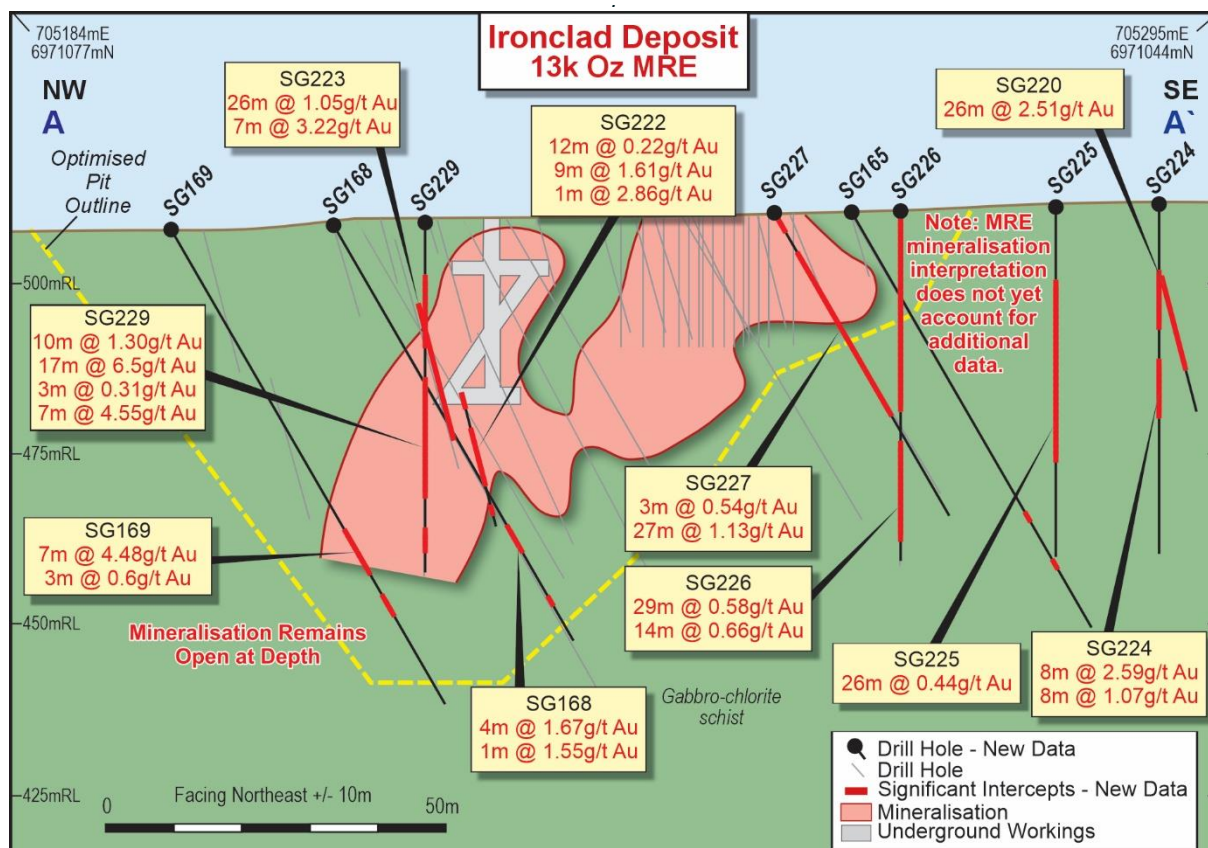 705184mE
6971077mN
Ironclad Deposit
13k Oz MRE
705295mE
6971044mN
NW
A
SE
A`
SG223
26m @ 1.05g/t Au
7m @ 3.22g/t Au
SG222
12m @ 0.22g/t Au
9m @ 1.61g/t Au
1m @ 2.86g/t Au
SG220
26m @ 2.51g/t Au
Optimised
Pit
Outline
SG169
SG168
SG229
SG227
SG165
SG226
SG225
SG224
Note: MRE
mineralisation
interpretation
does not yet
account for
additional
data.
500mRL
475mRL
450mRL
425mRL
SG229
10m @ 1.30g/t Au
17m @ 6.5g/t Au
3m @ 0.31g/t Au
7m @ 4.55g/t Au
SG169
7m @ 4.48g/t Au
3m @ 0.6g/t Au
SG227
3m @ 0.54g/t Au
27m @ 1.13g/t Au
SG226
29m @ 0.58g/t Au
14m @ 0.66g/t Au
Mineralisation Remains
Open at Depth
SG168
4m @ 1.67g/t Au
1m @ 1.55g/t Au
Gabbro-chlorite
schist
SG225
26m @ 0.44g/t Au
SG224
8m @ 2.59g/t Au
8m @ 1.07g/t Au
0 Facing Northeast +/- 10m 50m
Drill Hole - New Data
Drill Hole
Significant Intercepts - New Data
Mineralisation
Underground Workings